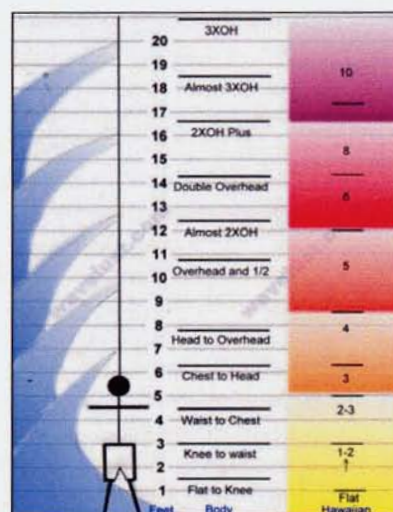 3XOH
20
19
10
Almost 3XOH
18
17
2XOH Plus
16
8
15
Double Overhead
14
6
13
Almost 2XOH
12
11
Overhead and 1/2
5
10
9
8
4
Head to Overhead
7
Chest to Head
6
3
5
2-3
Waist to Chest
4
3
Knee to waist
1-2
2
Flat to Knee
1
Flat
Feet
Body
Hawaiian